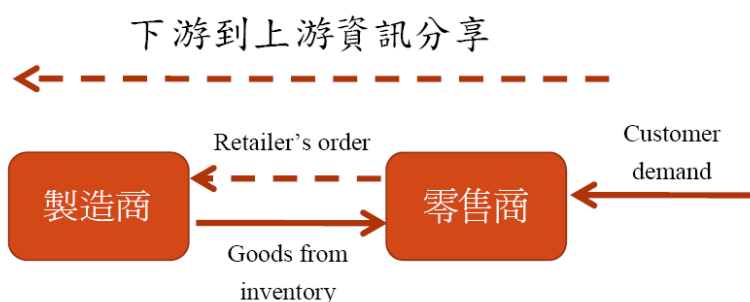 下游到上游資訊分享
Retailer’s order
Customer
demand
製造商
零售商
Goods from
inventory